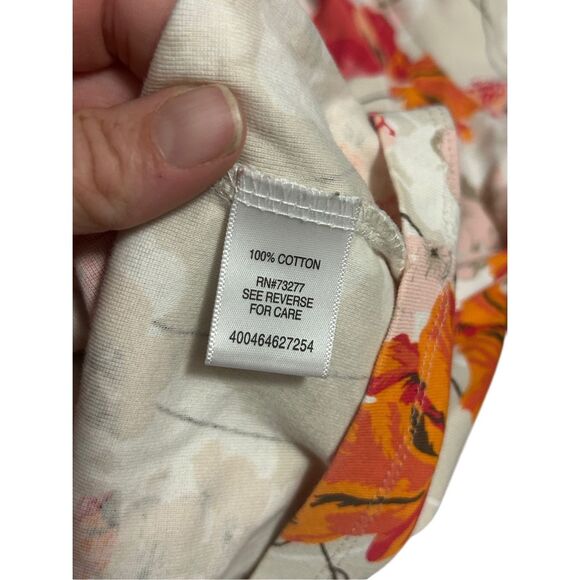 100% COTTON
RN#73277
SEE REVERSE
FOR CARE
400464627254